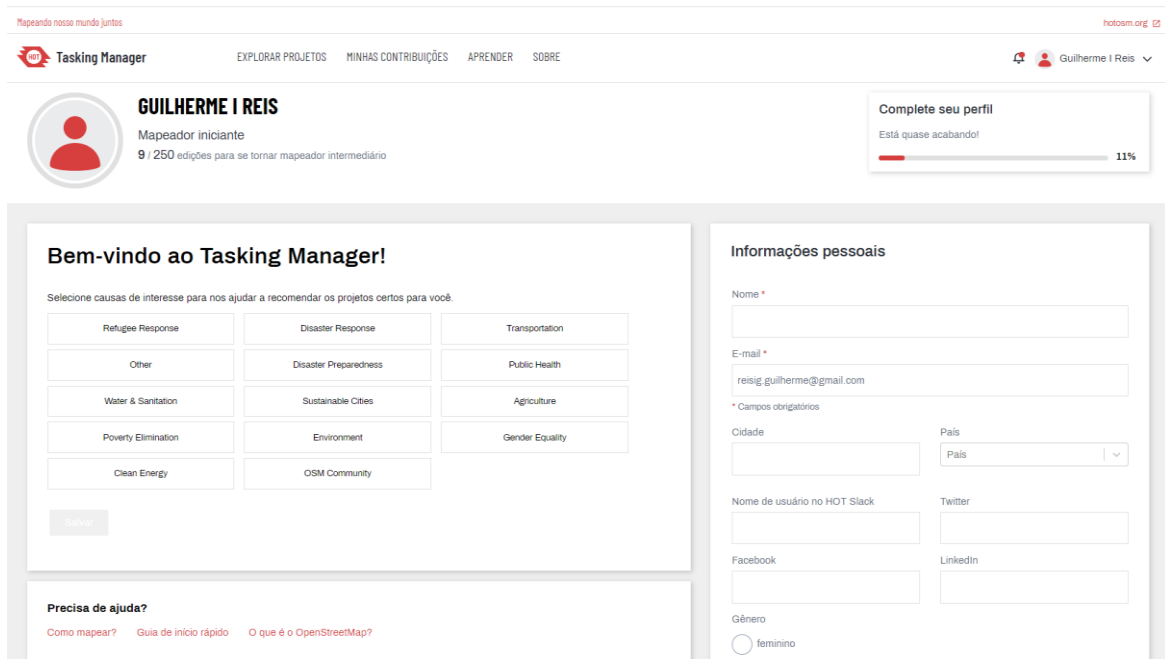 Mapeando nosso mundo juntos
hotosm.org
HOT Tasking Manager
EXPLORAR PROJETOS MINHAS CONTRIBUIÇÕES APRENDER SOBRE
Guilherme I Reis
GUILHERME I REIS
Mapeador iniciante
9 / 250 edições para se tornar mapeador intermediário
Complete seu perfil
Está quase acabando!
11%
Bem-vindo ao Tasking Manager!
Selecione causas de interesse para nos ajudar a recomendar os projetos certos para você.
Refugee Response Disaster Response Transportation
Other Disaster Preparedness Public Health
Water & Sanitation Sustainable Cities Agriculture
Poverty Elimination Environment Gender Equality
Clean Energy OSM Community
Salvar
Precisa de ajuda?
Como mapear? Guia de início rápido O que é o OpenStreetMap?
Informações pessoais
Nome *
E-mail *
reisig.guilherme@gmail.com
* Campos obrigatórios
Cidade País
País
Nome de usuário no HOT Slack Twitter
Facebook LinkedIn
Gênero
feminino